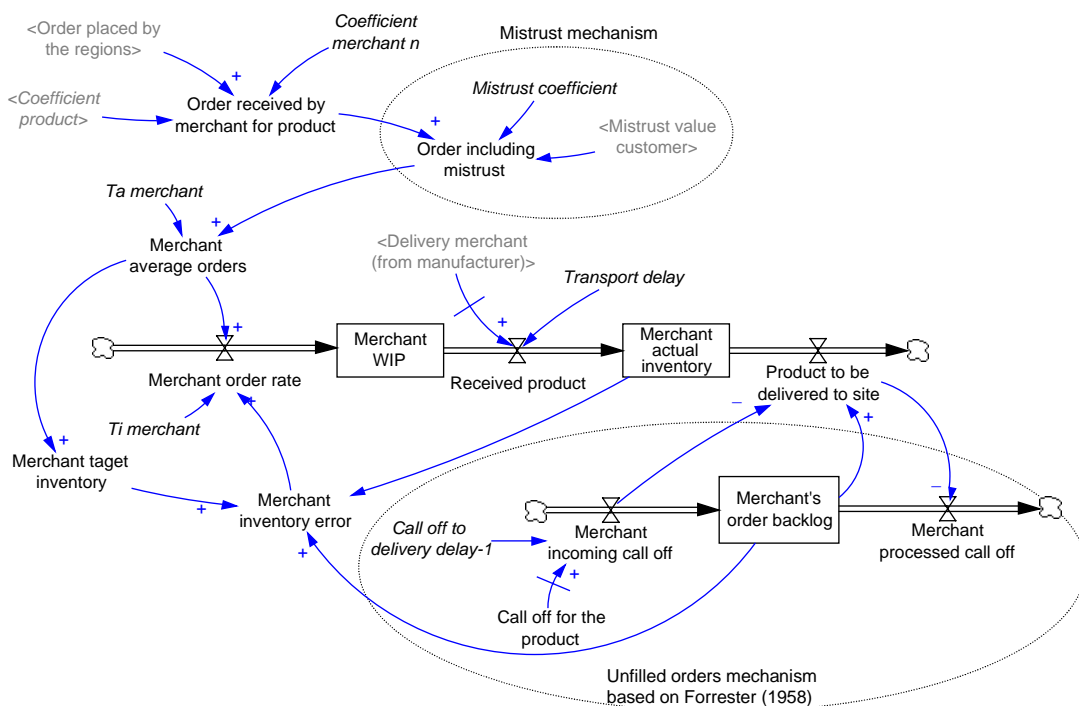 <Order placed by
the regions>
Coefficient
merchant n
Mistrust mechanism
<Coefficient
product>
Order received by
merchant for product
Mistrust coefficient
Order including
mistrust
<Mistrust value
customer>
Ta merchant
Merchant
average orders
<Delivery merchant
(from manufacturer)>
Transport delay
Merchant
WIP
Merchant
actual
inventory
Merchant order rate
Received product
Product to be
delivered to site
Ti merchant
Merchant taget
inventory
Merchant
inventory error
Merchant's
order backlog
Call off to
delivery delay-1
Merchant
incoming call off
Merchant
processed call off
Call off for the
product
Unfilled orders mechanism
based on Forrester (1958)